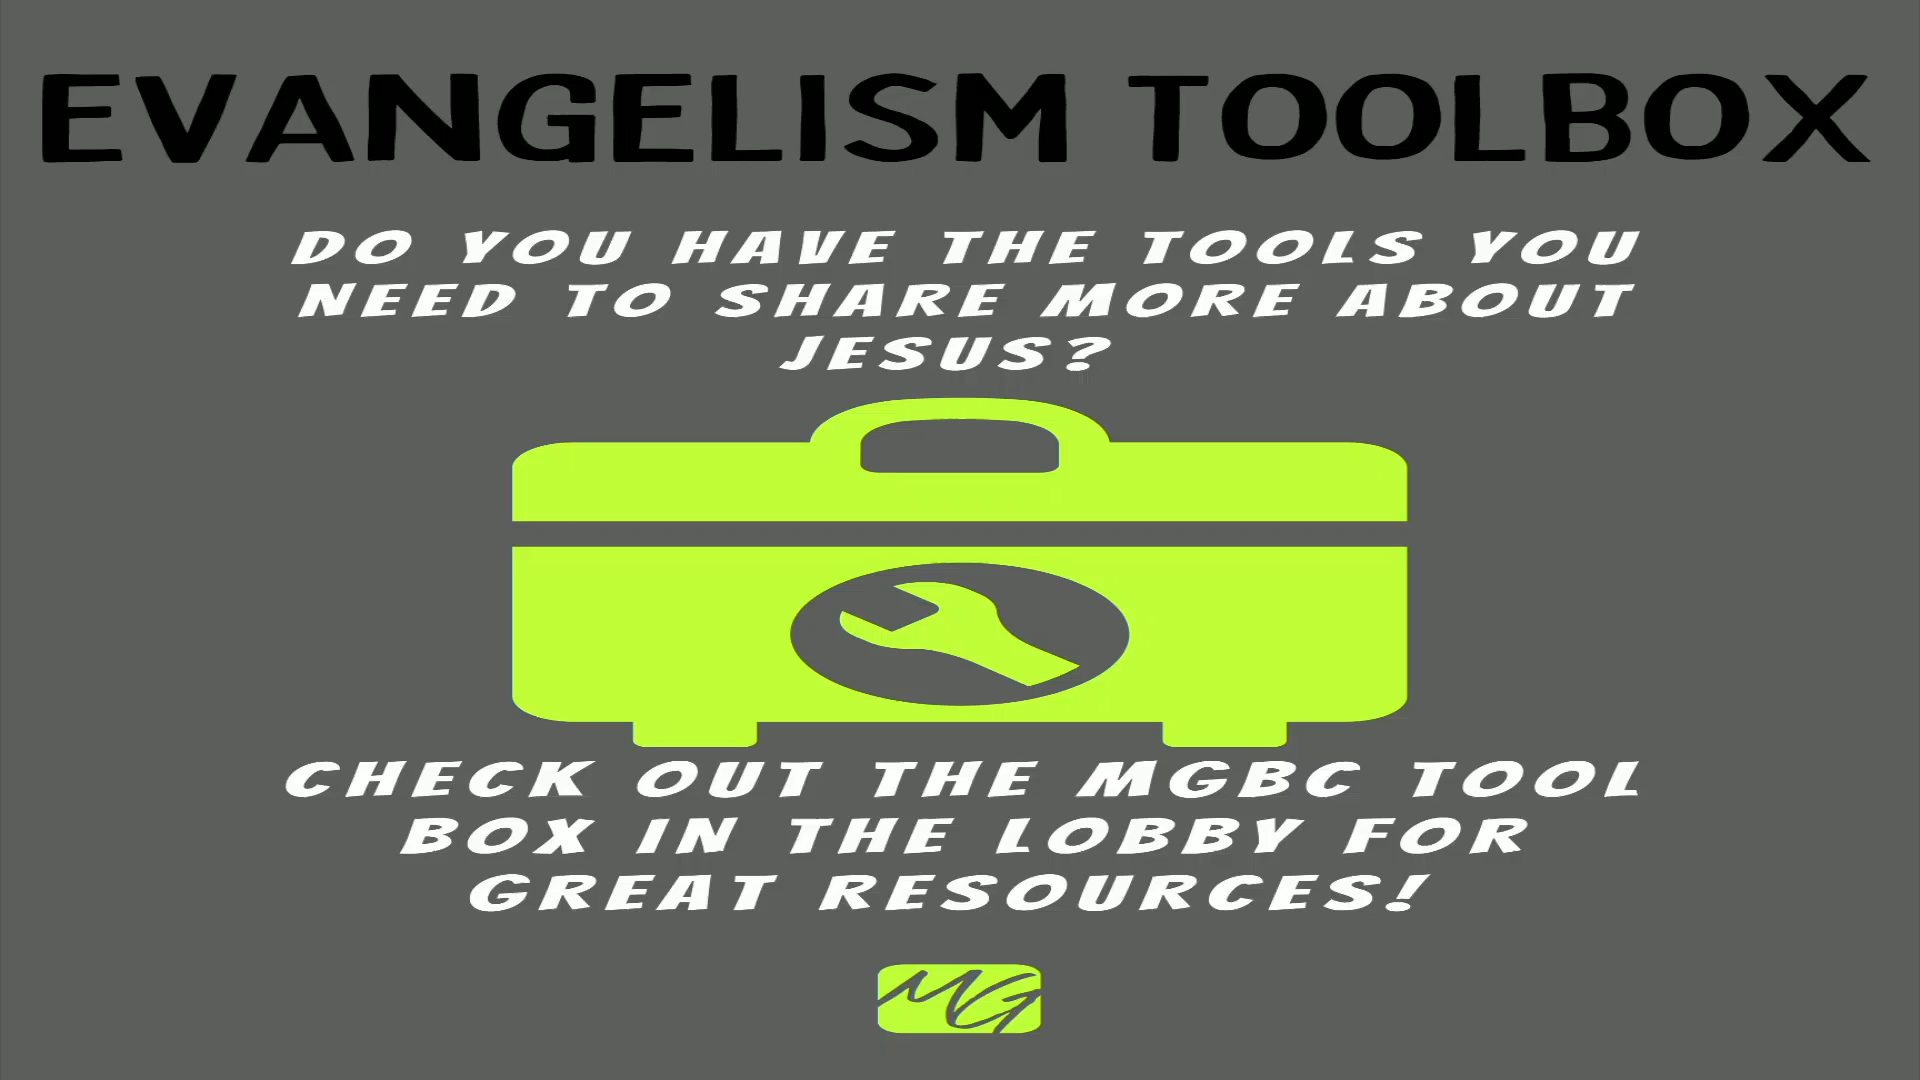 EVANGELISM TOOLBOX
DO YOU HAVE THE TOOLS YOU
NEED TO SHARE MORE ABOUT
JESUS?
CHECK OUT THE MGBC TOOL
BOX IN THE LOBBY FOR
GREAT RESOURCES!
MG